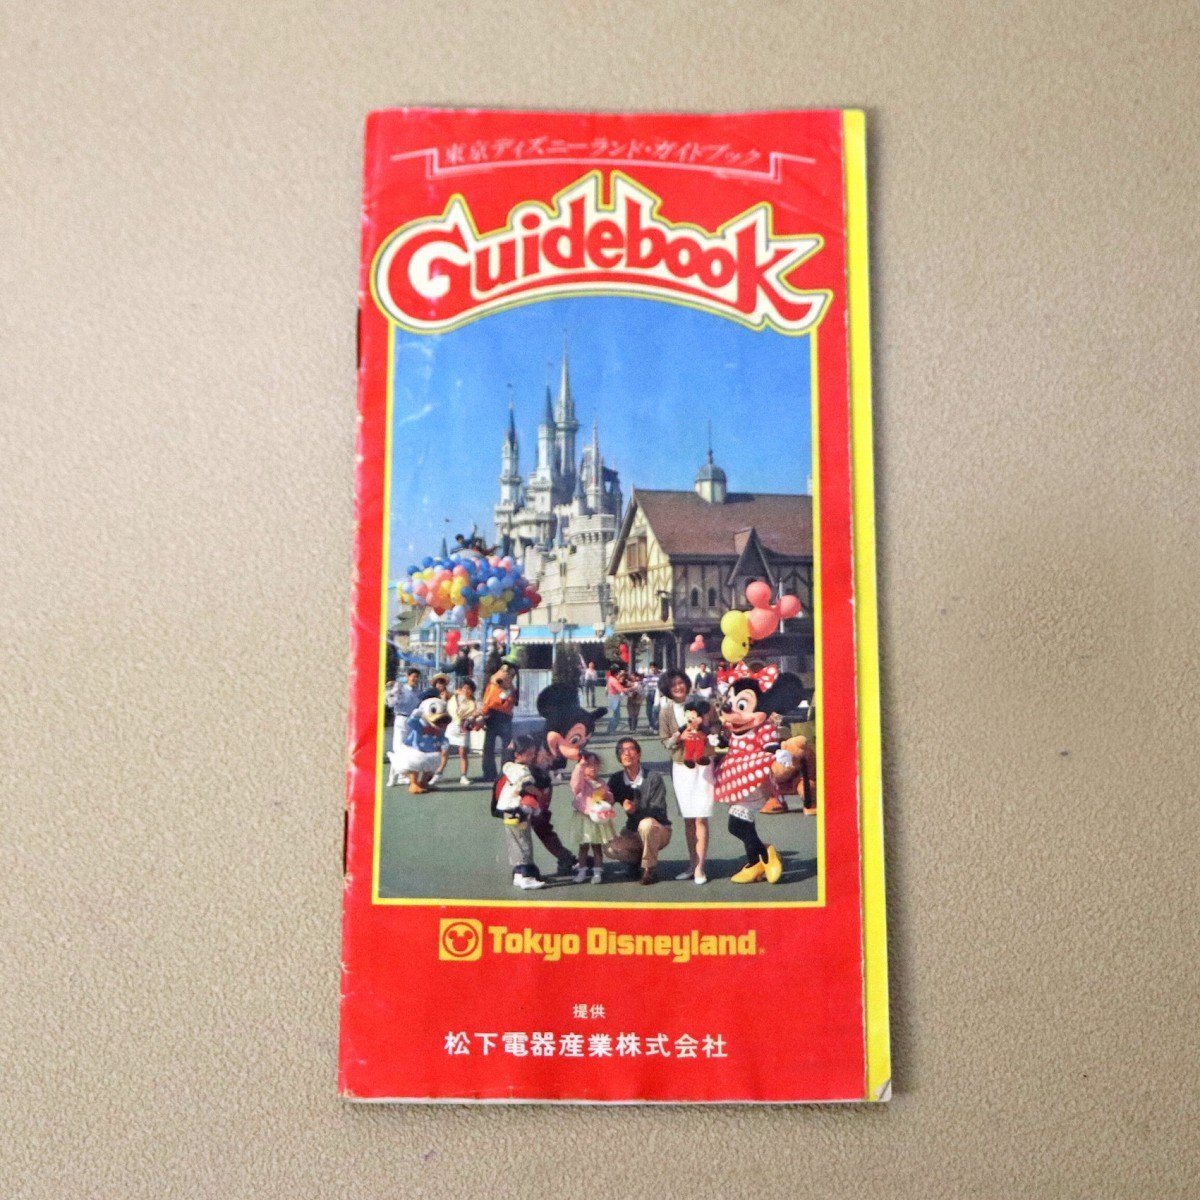 東京ディズニーランド・ガイドブック
Guidebook
Tokyo Disneyland®
提供
松下電器産業株式会社